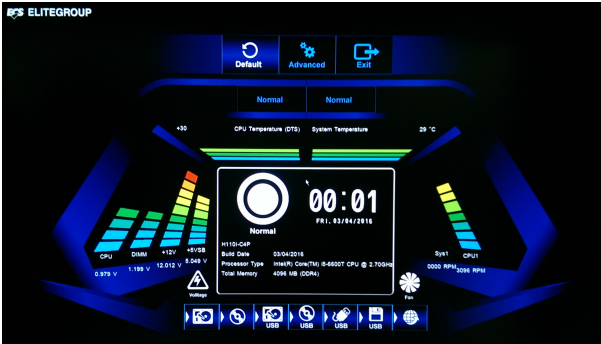 ECS ELITEGROUP
Default
Advanced
Exit
Normal
Normal
+30
CPU Temperature (DTS)
System Temperature
29 °C
00:01
FRI. 03/04/2016
Normal
H110I-C4P
Build Date 03/04/2016
Processor Type Intel(R) Core(TM) i5-6600T CPU @ 2.70GHz
Total Memory 4096 MB (DDR4)
CPU
DIMM
+12V
+5VSB
0.979 V
1.199 V
12.012 V
5.049 V
Voltage
Sys1
CPU1
0000 RPM
3096 RPM
Fan
USB
USB
USB
USB